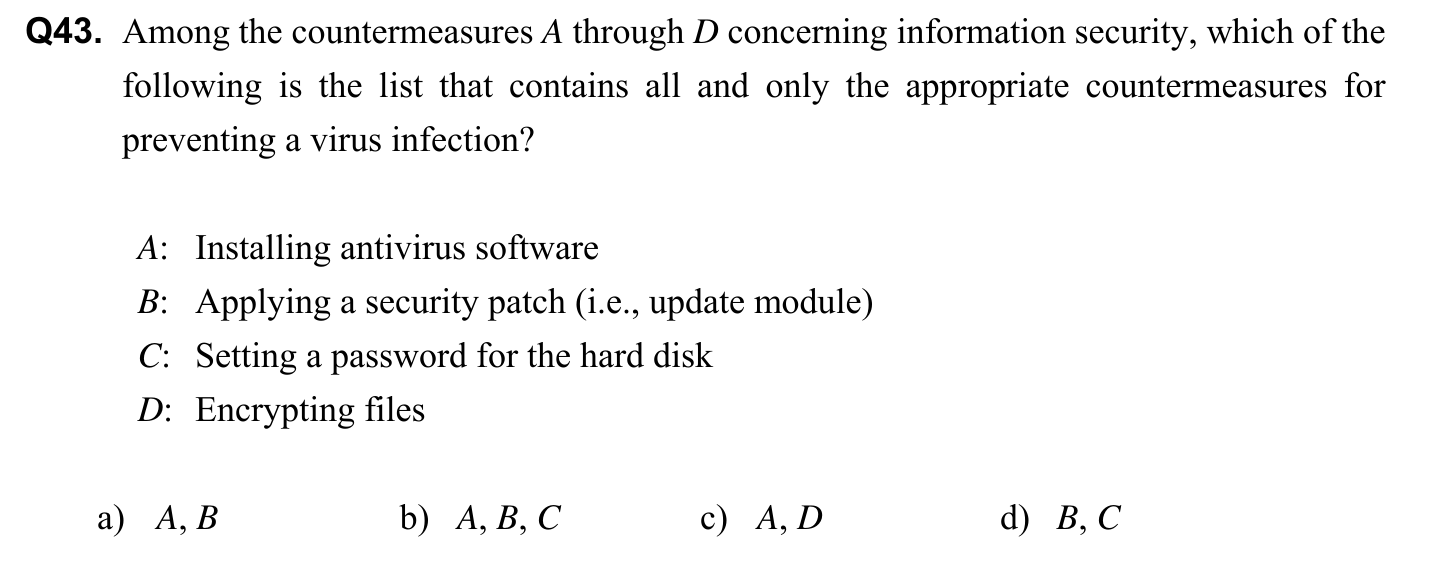 Q43. Among the countermeasures A through D concerning information security, which of the
following is the list that contains all and only the appropriate countermeasures for
preventing a virus infection?
A: Installing antivirus software
B: Applying a security patch (i.e., update module)
C: Setting a password for the hard disk
D: Encrypting files
a) A, B b) A, B, C c) A, D d) B, C